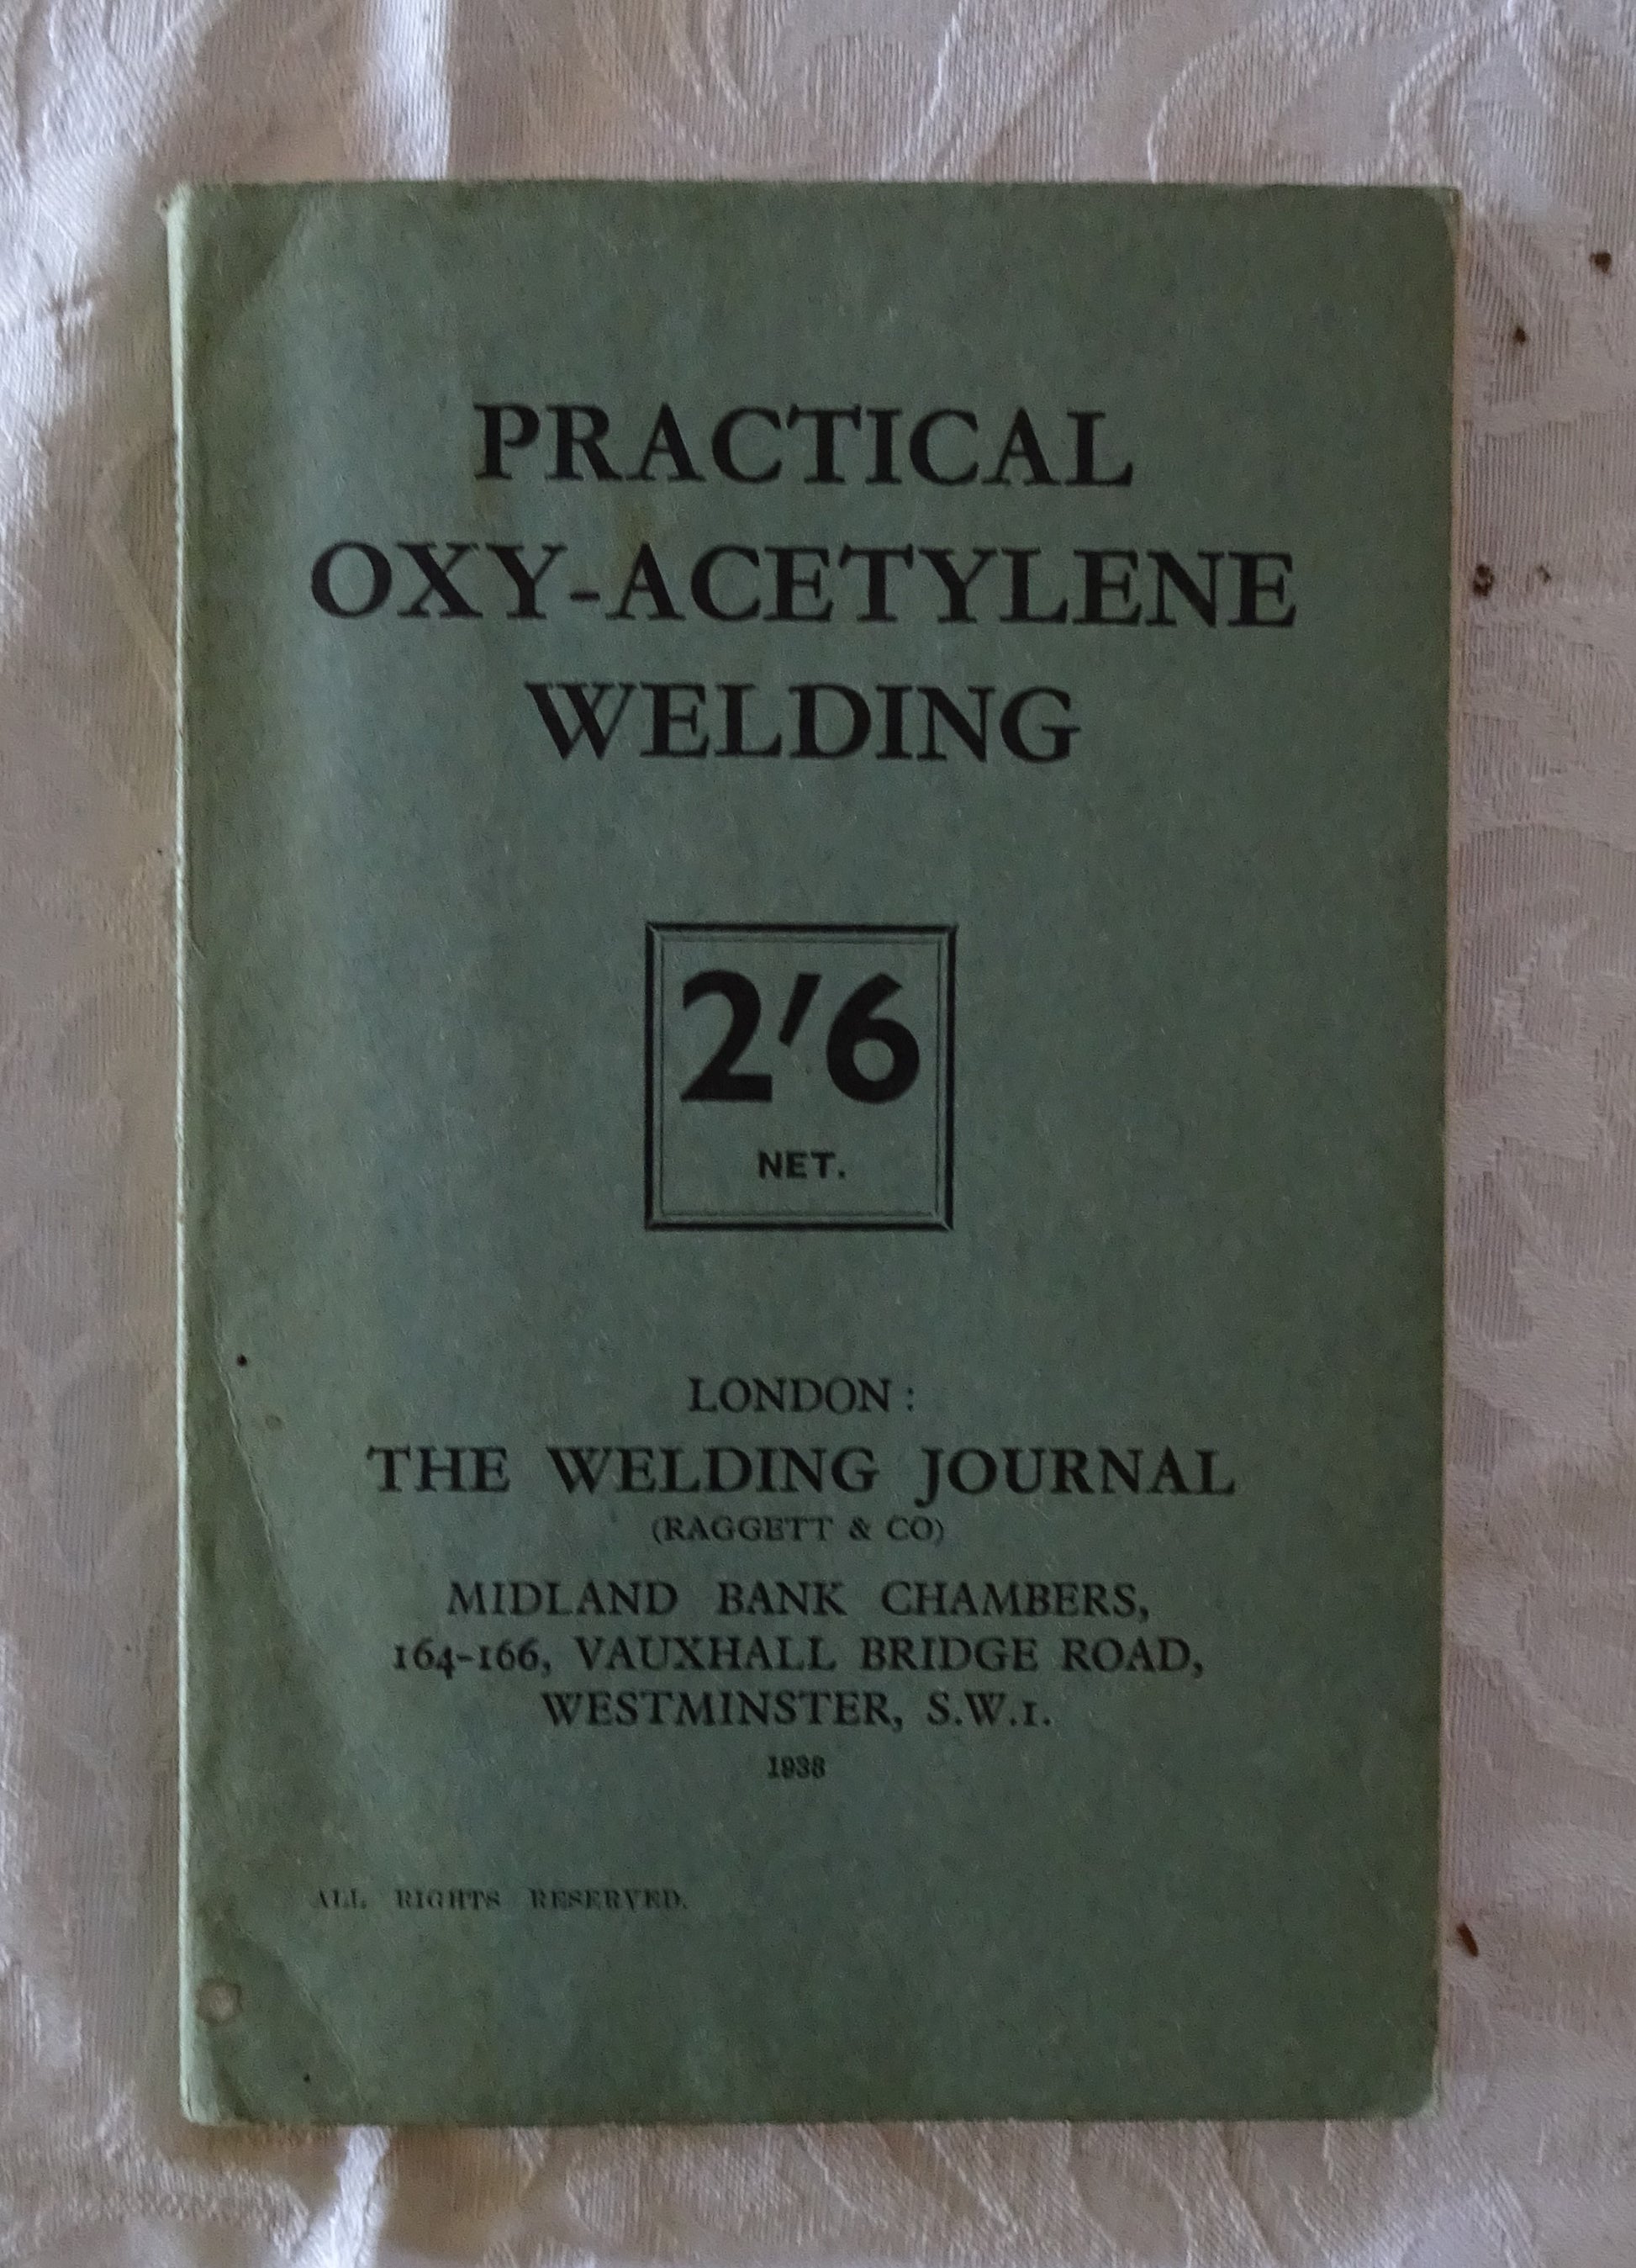 PRACTICAL
OXY-ACETYLENE
WELDING
2'6
NET.
LONDON :
THE WELDING JOURNAL
(RAGGETT & CO)
MIDLAND BANK CHAMBERS,
164-166, VAUXHALL BRIDGE ROAD,
WESTMINSTER, S.W.1.
1938
ALL RIGHTS RESERVED.